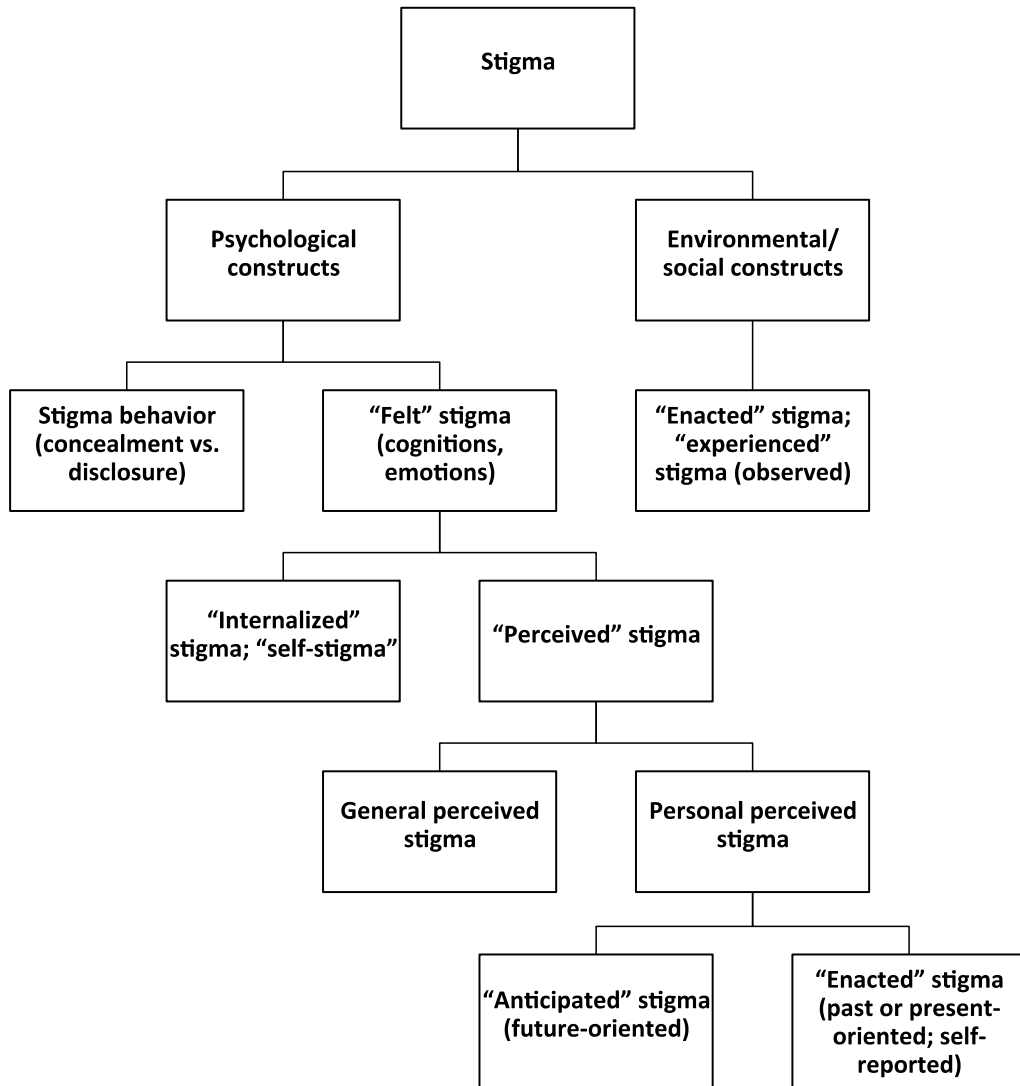 Stigma
Psychological
constructs
Environmental/
social constructs
Stigma behavior
(concealment vs.
disclosure)
“Felt” stigma
(cognitions,
emotions)
“Enacted” stigma;
“experienced”
stigma (observed)
“Internalized”
stigma; “self-stigma”
“Perceived” stigma
General perceived
stigma
Personal perceived
stigma
“Anticipated” stigma
(future-oriented)
“Enacted” stigma
(past or present-
oriented; self-
reported)